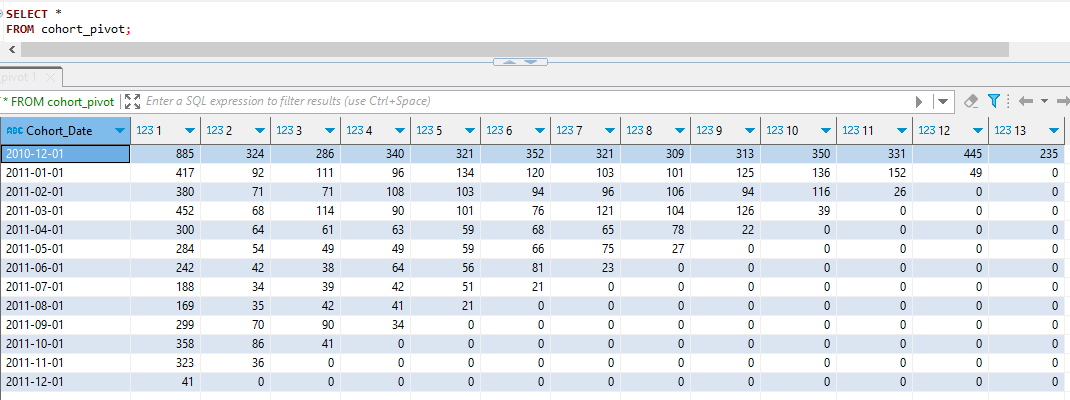 SELECT *
FROM cohort_pivot;
pivot 1
* FROM cohort_pivot Enter a SQL expression to filter results (use Ctrl+Space)
ABC Cohort_Date 123 1 123 2 123 3 123 4 123 5 123 6 123 7 123 8 123 9 123 10 123 11 123 12 123 13
2010-12-01 885 324 286 340 321 352 321 309 313 350 331 445 235
2011-01-01 417 92 111 96 134 120 103 101 125 136 152 49 0
2011-02-01 380 71 71 108 103 94 96 106 94 116 26 0 0
2011-03-01 452 68 114 90 101 76 121 104 126 39 0 0 0
2011-04-01 300 64 61 63 59 68 65 78 22 0 0 0 0
2011-05-01 284 54 49 49 59 66 75 27 0 0 0 0 0
2011-06-01 242 42 38 64 56 81 23 0 0 0 0 0 0
2011-07-01 188 34 39 42 51 21 0 0 0 0 0 0 0
2011-08-01 169 35 42 41 21 0 0 0 0 0 0 0 0
2011-09-01 299 70 90 34 0 0 0 0 0 0 0 0 0
2011-10-01 358 86 41 0 0 0 0 0 0 0 0 0 0
2011-11-01 323 36 0 0 0 0 0 0 0 0 0 0 0
2011-12-01 41 0 0 0 0 0 0 0 0 0 0 0 0